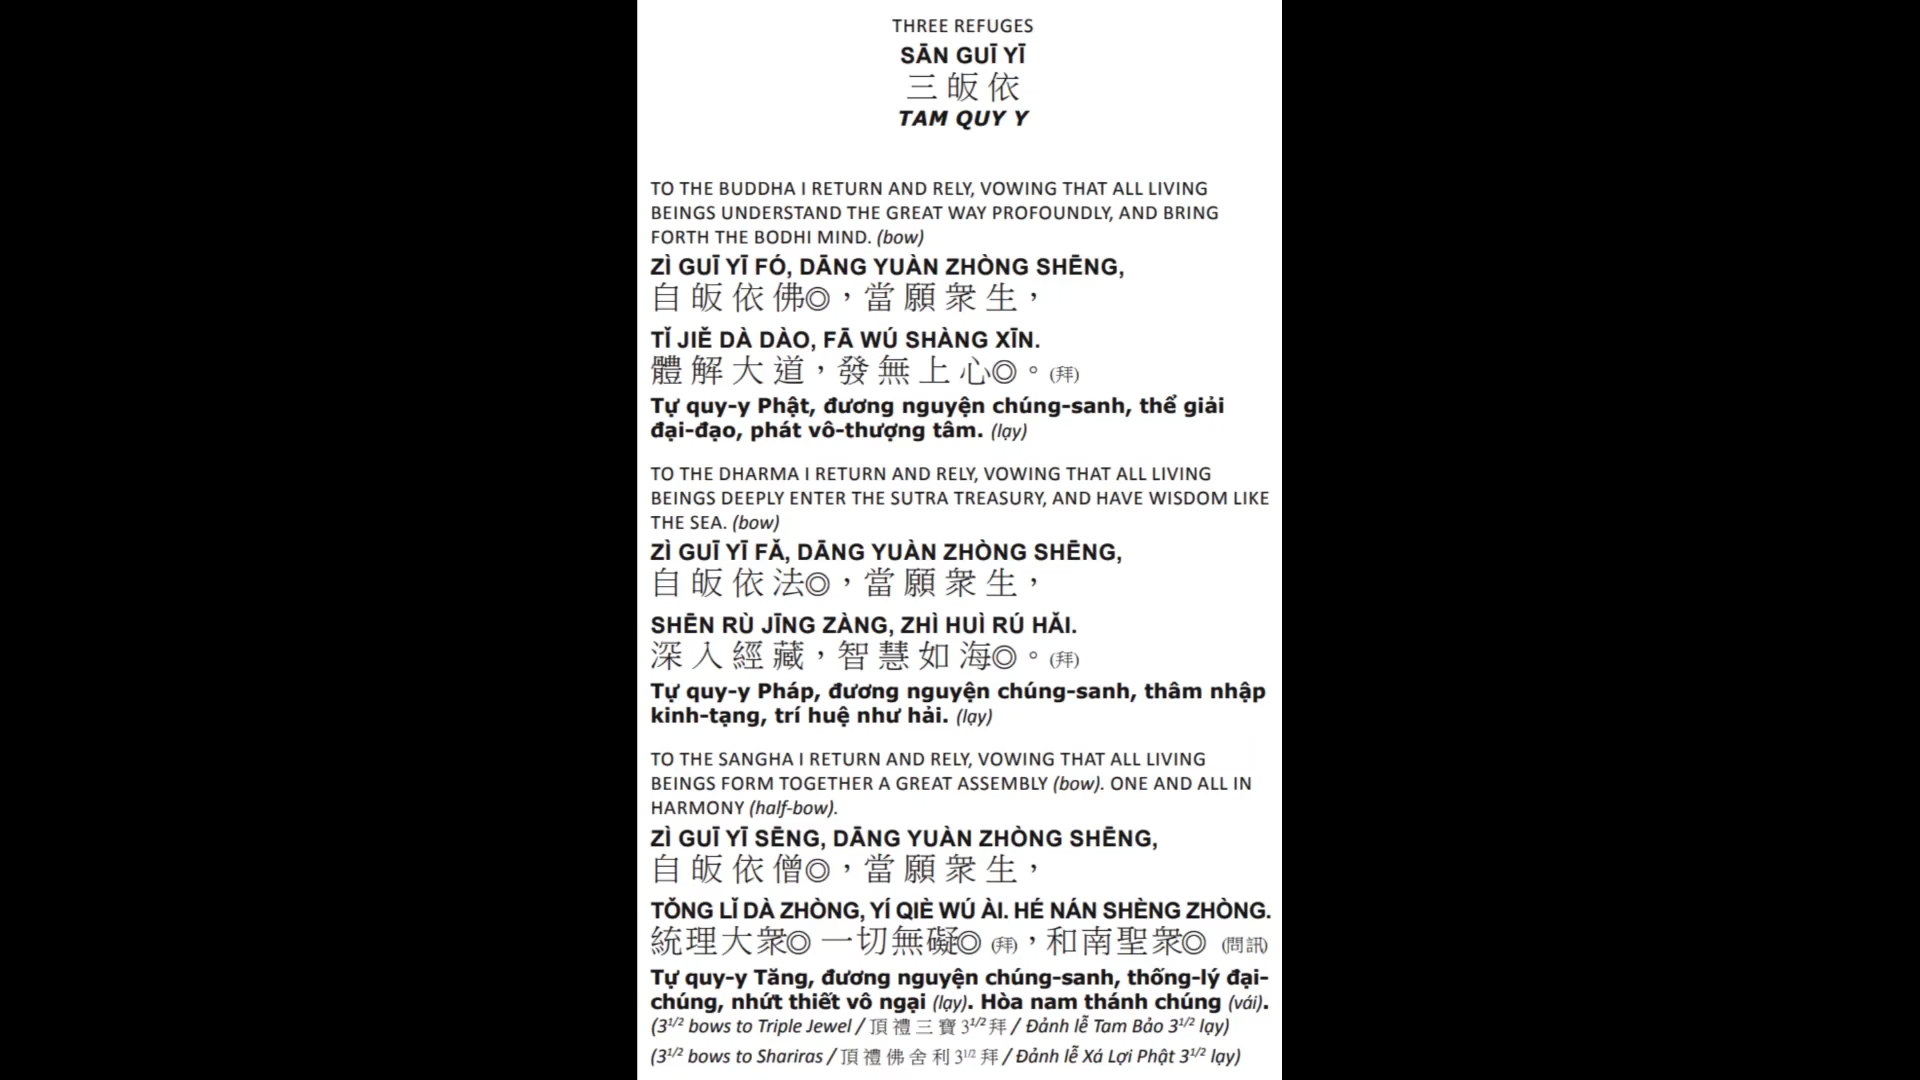 THREE REFUGES
SĀN GUĪ YĪ
三皈依
TAM QUY Y
TO THE BUDDHA I RETURN AND RELY, VOWING THAT ALL LIVING
BEINGS UNDERSTAND THE GREAT WAY PROFOUNDLY, AND BRING
FORTH THE BODHI MIND. (bow)
ZÌ GUĪ YĪ FÓ, DĀNG YUÀN ZHÒNG SHĒNG,
自皈依佛◎，當願衆生，
TǏ JIĚ DÀ DÀO, FĀ WÚ SHÀNG XĪN.
體解大道，發無上心◎。(拜)
Tự quy-y Phật, đương nguyện chúng-sanh, thể giải
đại-đạo, phát vô-thượng tâm. (lạy)
TO THE DHARMA I RETURN AND RELY, VOWING THAT ALL LIVING
BEINGS DEEPLY ENTER THE SUTRA TREASURY, AND HAVE WISDOM LIKE
THE SEA. (bow)
ZÌ GUĪ YĪ FǍ, DĀNG YUÀN ZHÒNG SHĒNG,
自皈依法◎，當願衆生，
SHĒN RÙ JĪNG ZÀNG, ZHÌ HUÌ RÚ HǍI.
深入經藏，智慧如海◎。(拜)
Tự quy-y Pháp, đương nguyện chúng-sanh, thâm nhập
kinh-tạng, trí huệ như hải. (lạy)
TO THE SANGHA I RETURN AND RELY, VOWING THAT ALL LIVING
BEINGS FORM TOGETHER A GREAT ASSEMBLY (bow). ONE AND ALL IN
HARMONY (half-bow).
ZÌ GUĪ YĪ SĒNG, DĀNG YUÀN ZHÒNG SHĒNG,
自皈依僧◎，當願衆生，
TǑNG LǏ DÀ ZHÒNG, YÍ QIÈ WÚ ÀI. HÉ NÁN SHÈNG ZHÒNG.
統理大衆◎ 一切無礙◎ (拜)，和南聖衆◎ (問訊)
Tự quy-y Tăng, đương nguyện chúng-sanh, thống-lý đại-
chúng, nhứt thiết vô ngại (lạy). Hòa nam thánh chúng (vái).
(3 1/2 bows to Triple Jewel / 頂禮三寶 3 1/2 拜 / Đảnh lễ Tam Bảo 3 1/2 lạy)
(3 1/2 bows to Shariras / 頂禮佛舍利 3 1/2 拜 / Đảnh lễ Xá Lợi Phật 3 1/2 lạy)